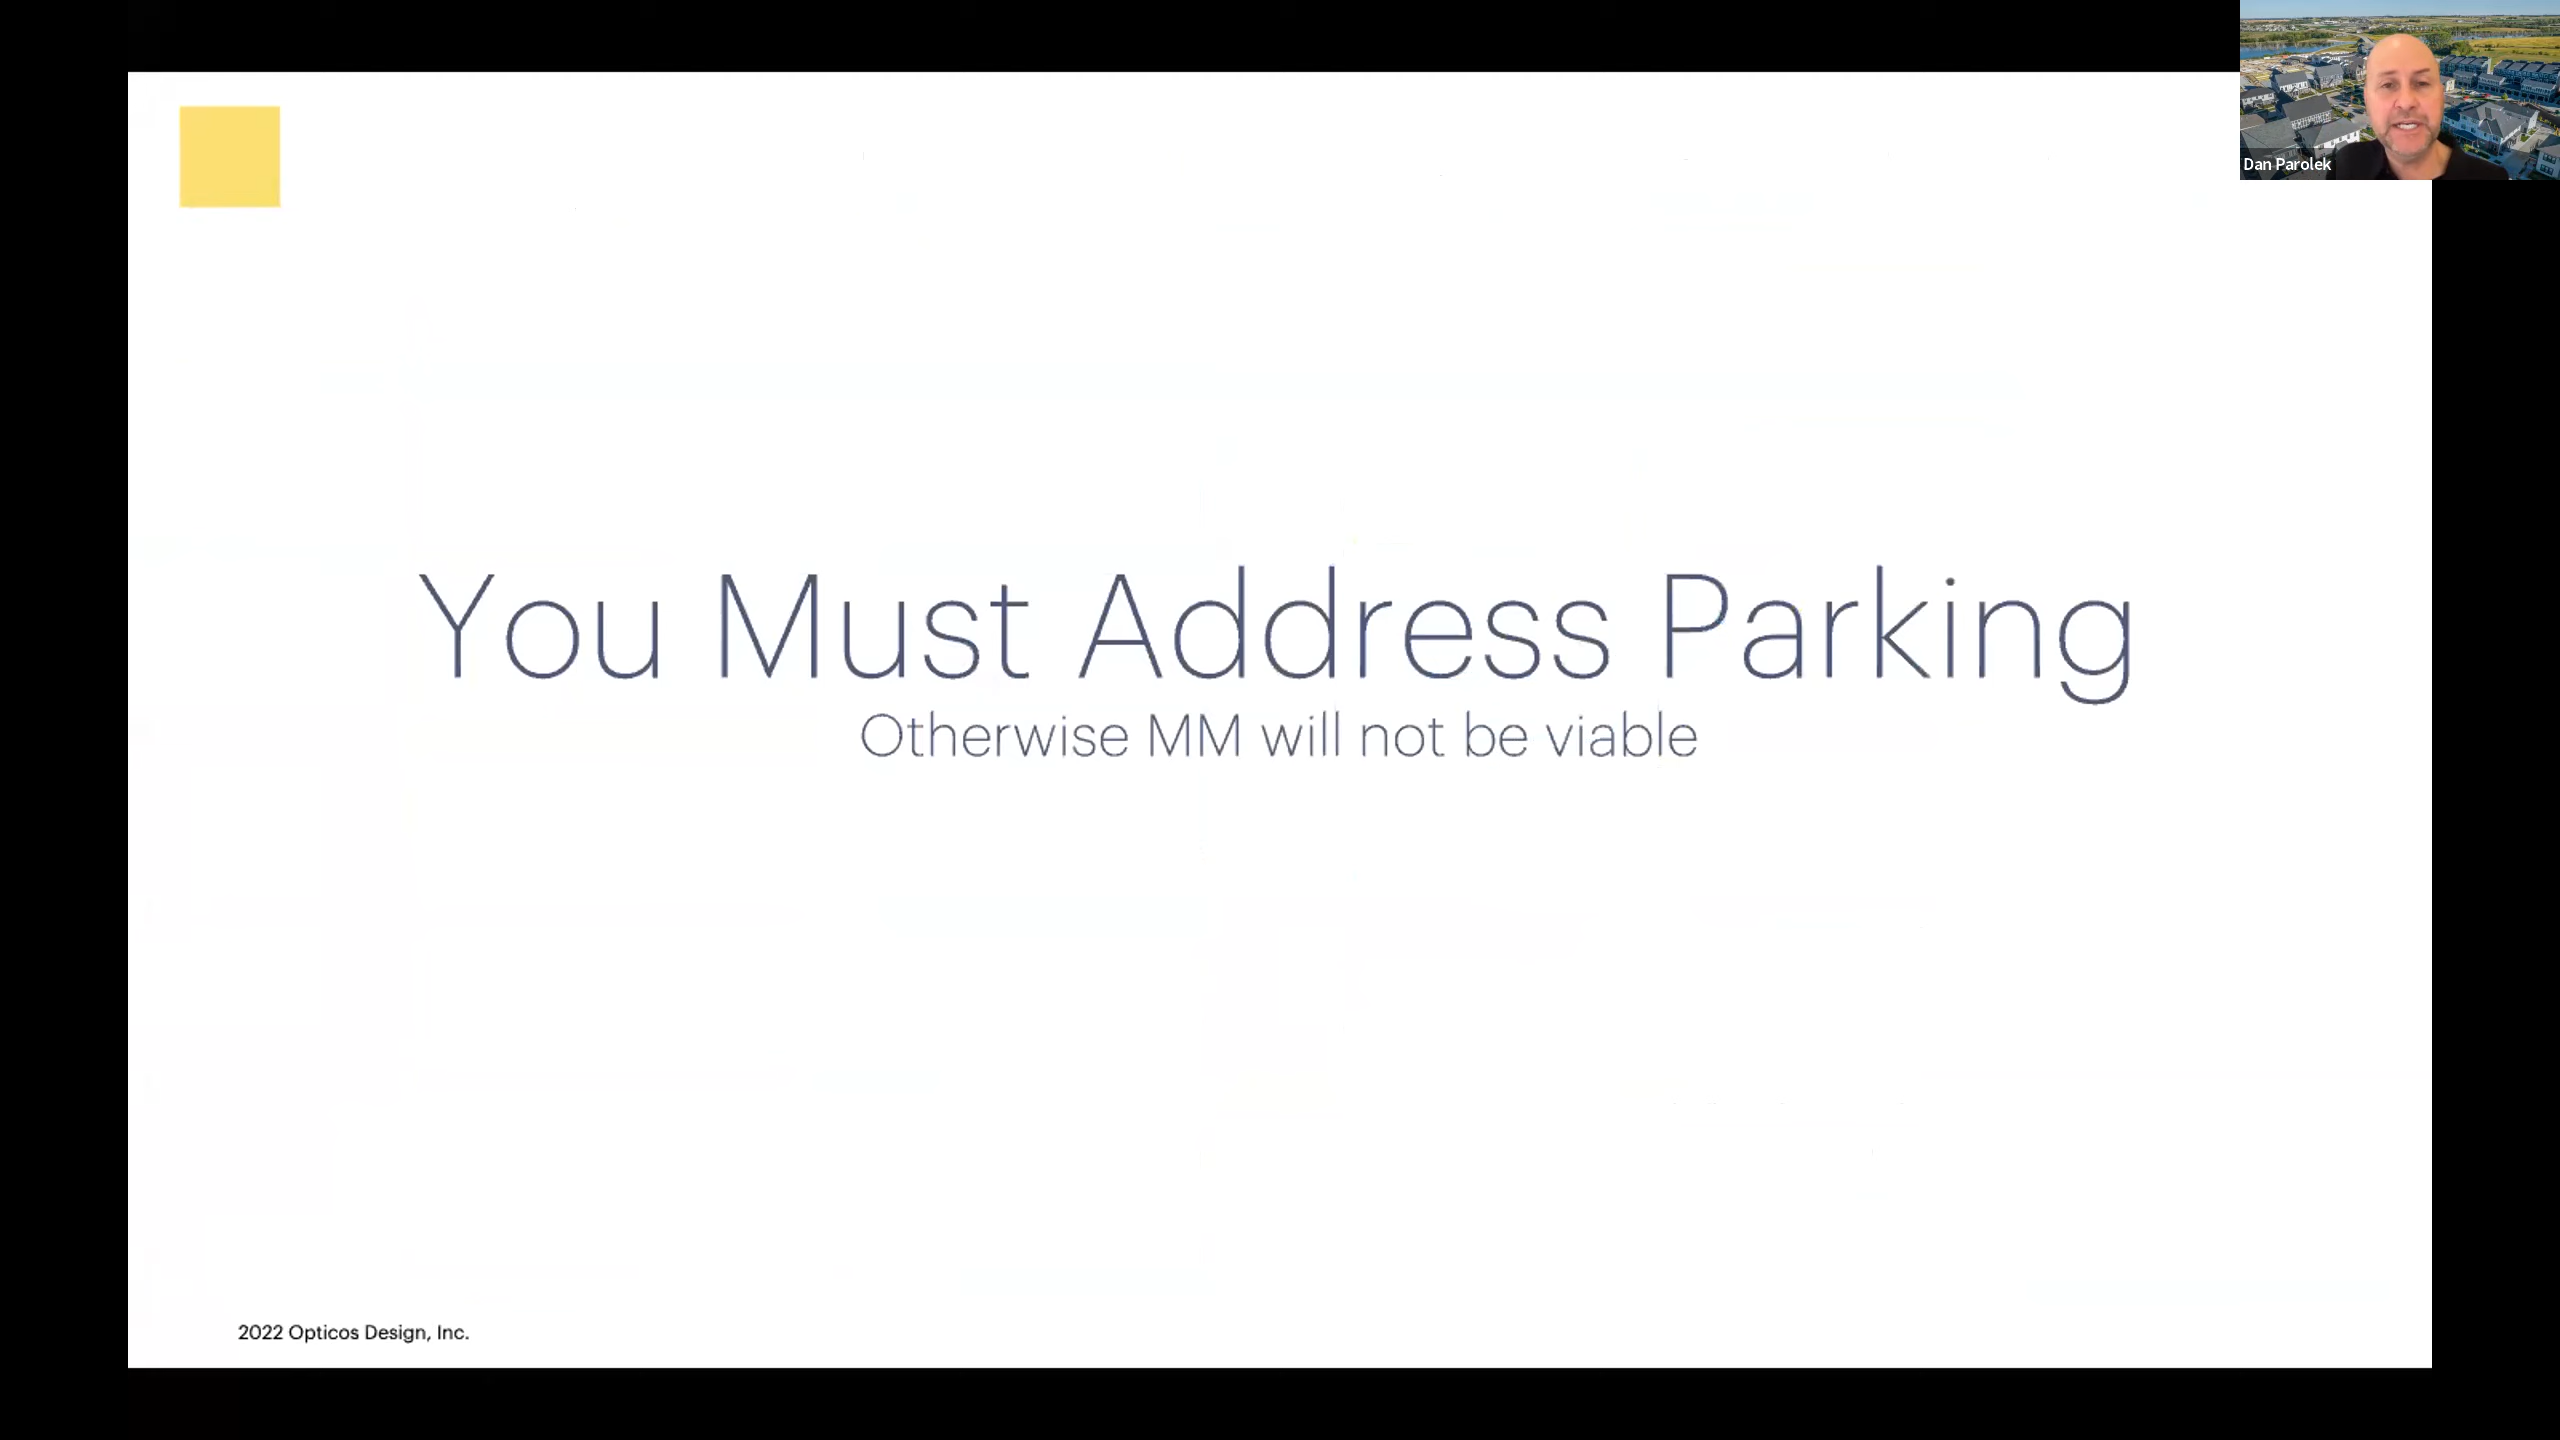 Dan Parolek
You Must Address Parking
Otherwise MM will not be viable
2022 Opticos Design, Inc.